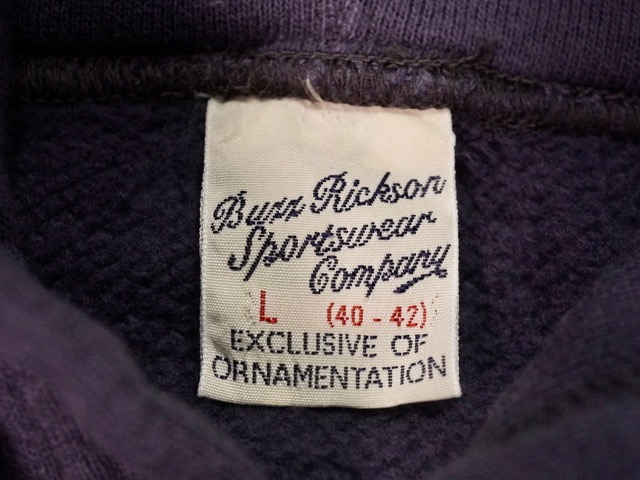 Buzz Rickson
Sportswear
Company
L (40 - 42)
EXCLUSIVE OF
ORNAMENTATION